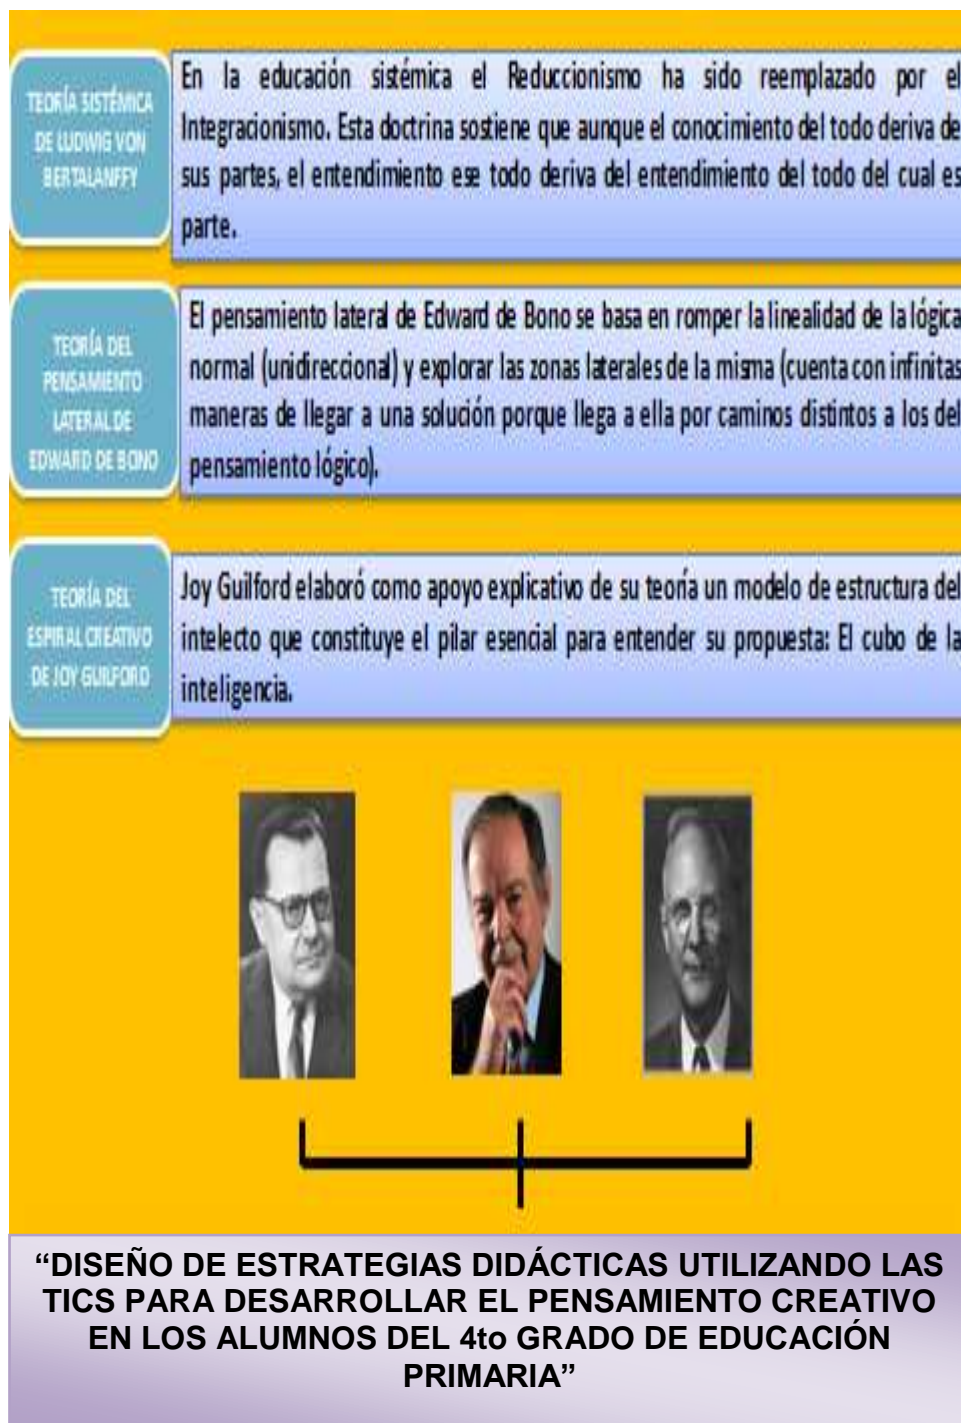 TEORÍA SISTÉMICA
DE LUDWIG VON
BERTALANFFY
En la educación sistémica el Reduccionismo ha sido reemplazado por el
Integracionismo. Esta doctrina sostiene que aunque el conocimiento del todo deriva de
sus partes, el entendimiento ese todo deriva del entendimiento del todo del cual es
parte.
TEORÍA DEL
PENSAMIENTO
LATERAL DE
EDWARD DE BONO
El pensamiento lateral de Edward de Bono se basa en romper la linealidad de la lógica
normal (unidireccional) y explorar las zonas laterales de la misma (cuenta con infinitas
maneras de llegar a una solución porque llega a ella por caminos distintos a los del
pensamiento lógico).
TEORÍA DEL
ESPIRAL CREATIVO
DE JOY GUILFORD
Joy Guilford elaboró como apoyo explicativo de su teoría un modelo de estructura del
intelecto que constituye el pilar esencial para entender su propuesta: El cubo de la
inteligencia.
“DISEÑO DE ESTRATEGIAS DIDÁCTICAS UTILIZANDO LAS
TICS PARA DESARROLLAR EL PENSAMIENTO CREATIVO
EN LOS ALUMNOS DEL 4to GRADO DE EDUCACIÓN
PRIMARIA”